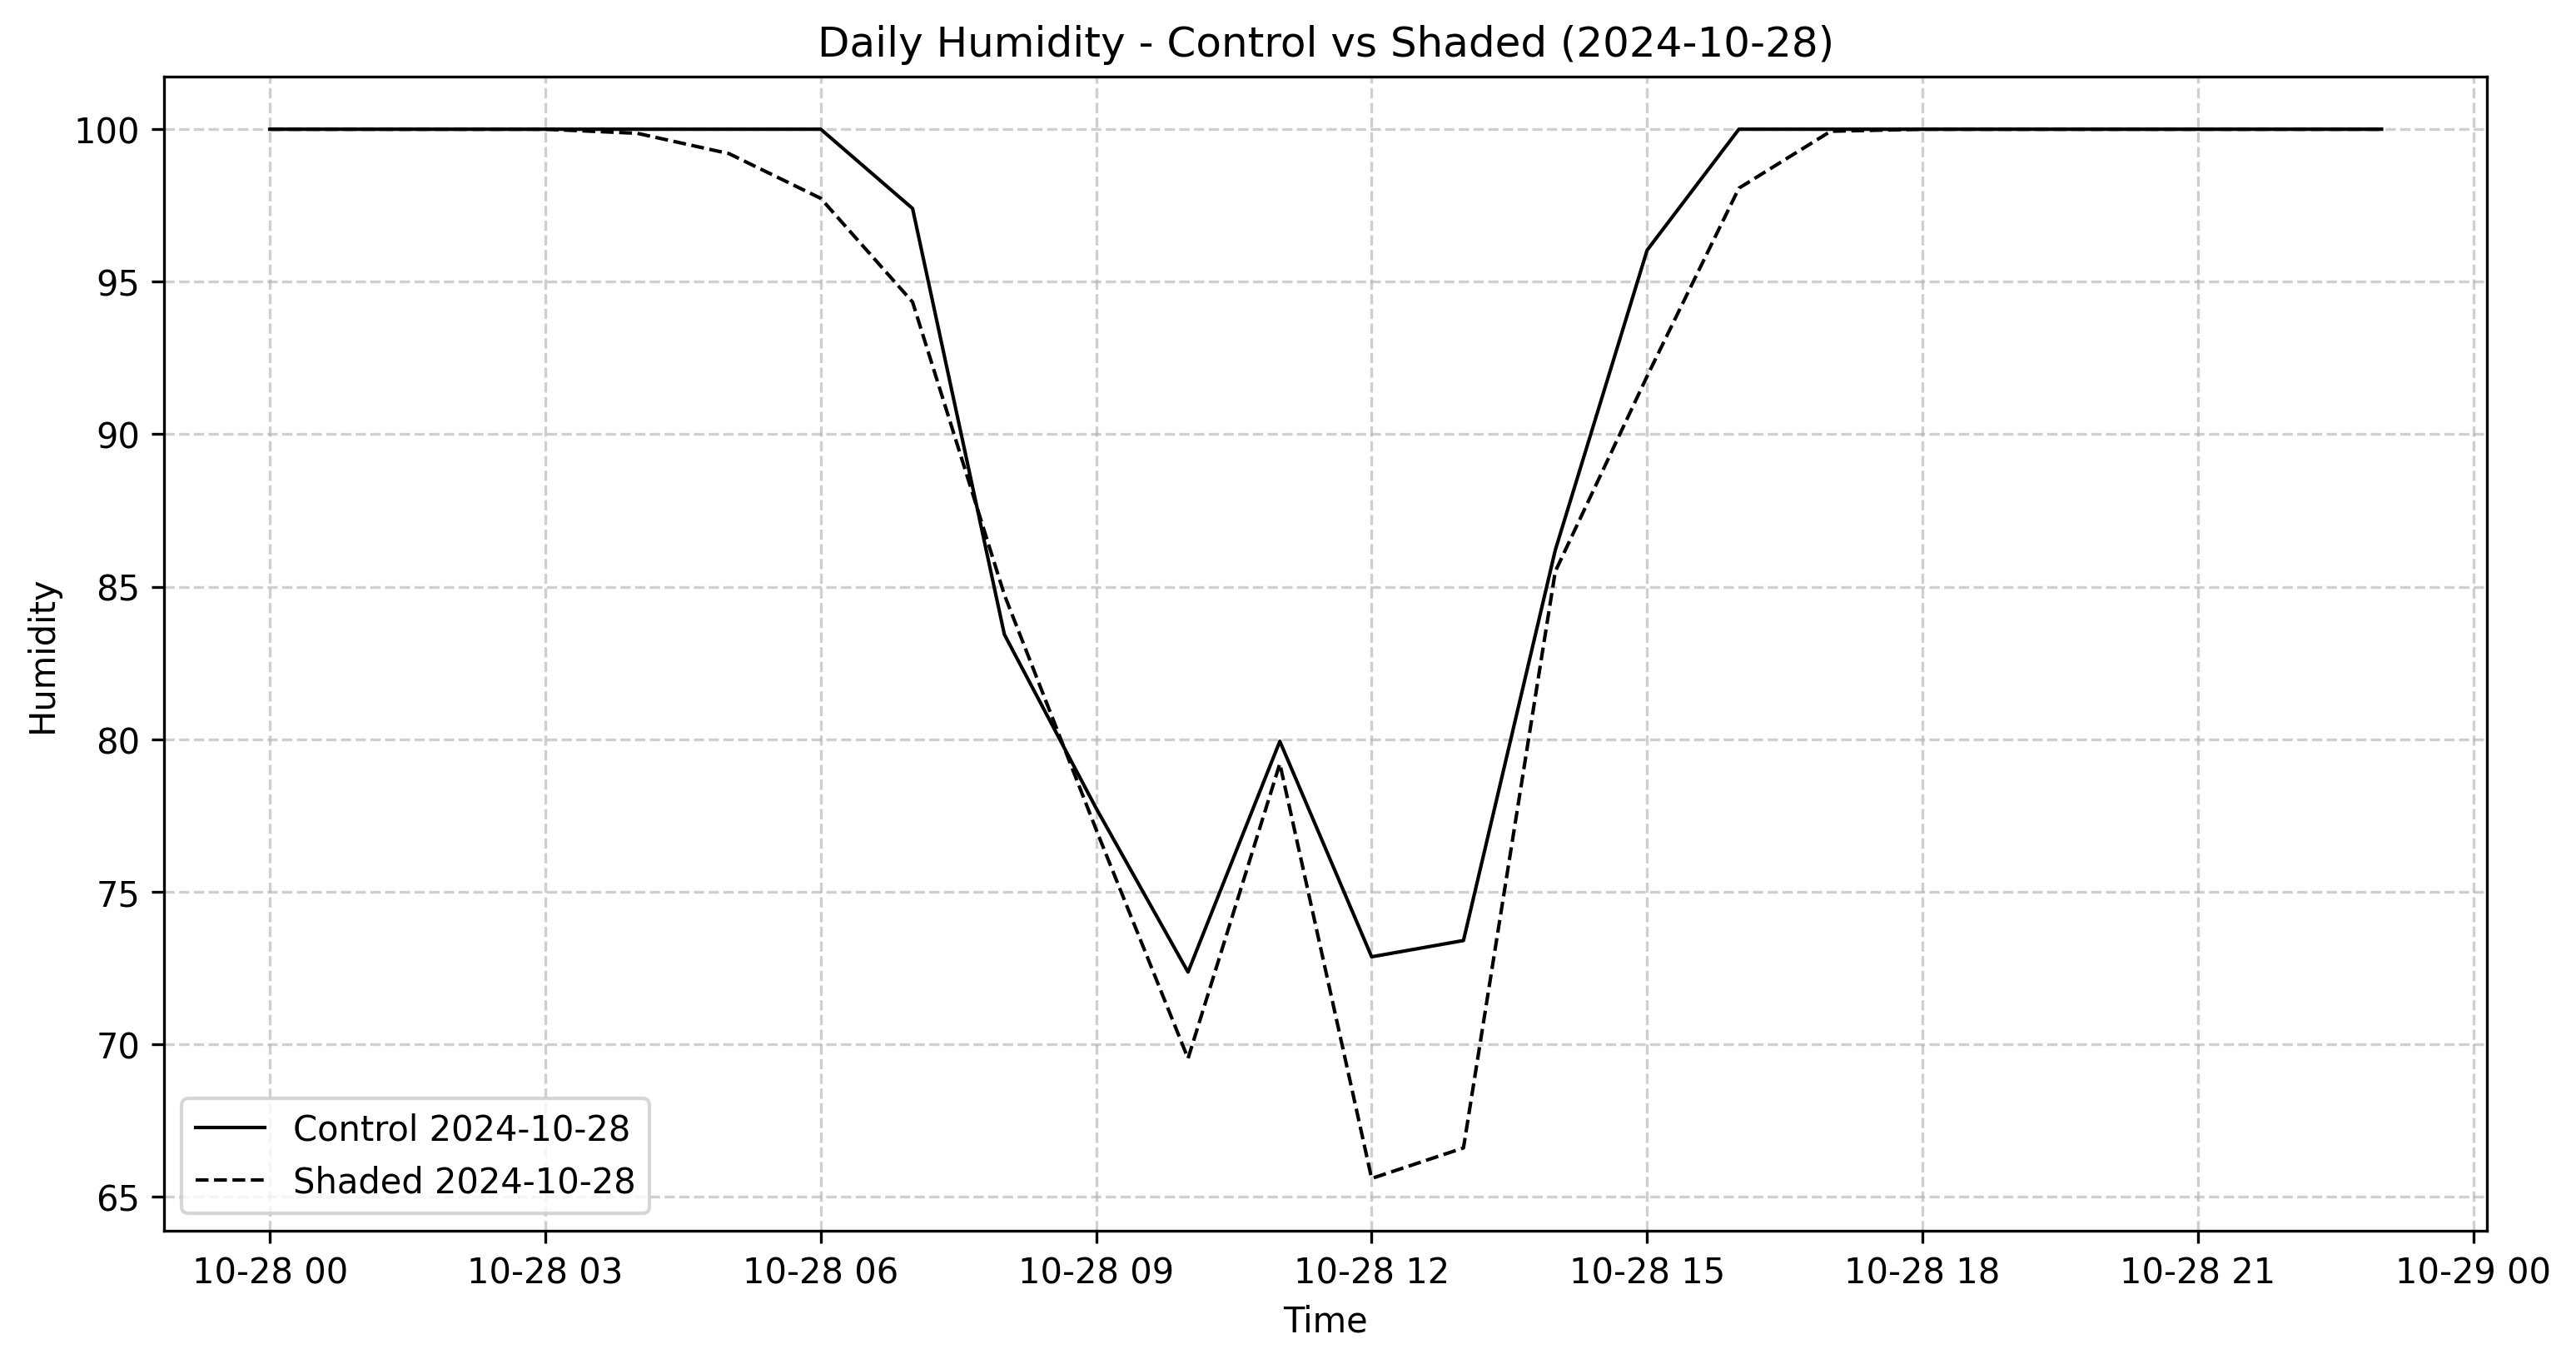 Daily Humidity - Control vs Shaded (2024-10-28)
100
95
90
85
80
75
70
65
Humidity
Control 2024-10-28
Shaded 2024-10-28
10-28 00 10-28 03 10-28 06 10-28 09 10-28 12 10-28 15 10-28 18 10-28 21 10-29 00
Time